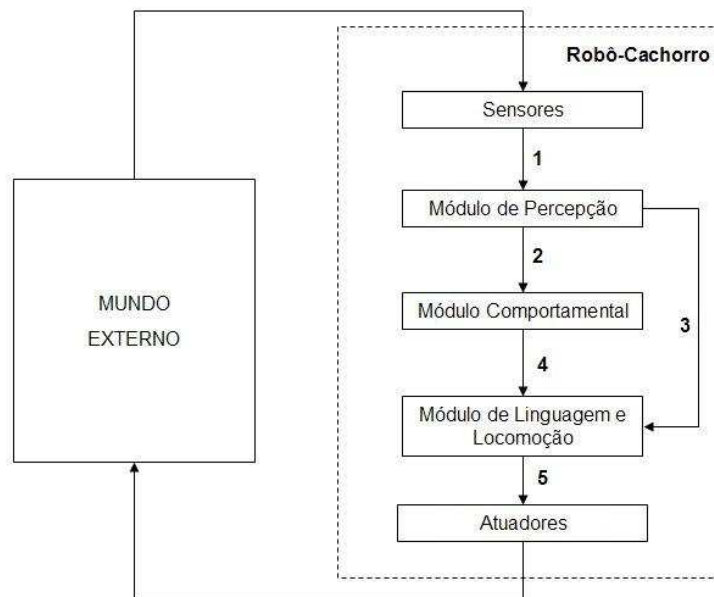 Robô-Cachorro
Sensores
1
Módulo de Percepção
2
MUNDO
EXTERNO
Módulo Comportamental
3
4
Módulo de Linguagem e
Locomoção
5
Atuadores